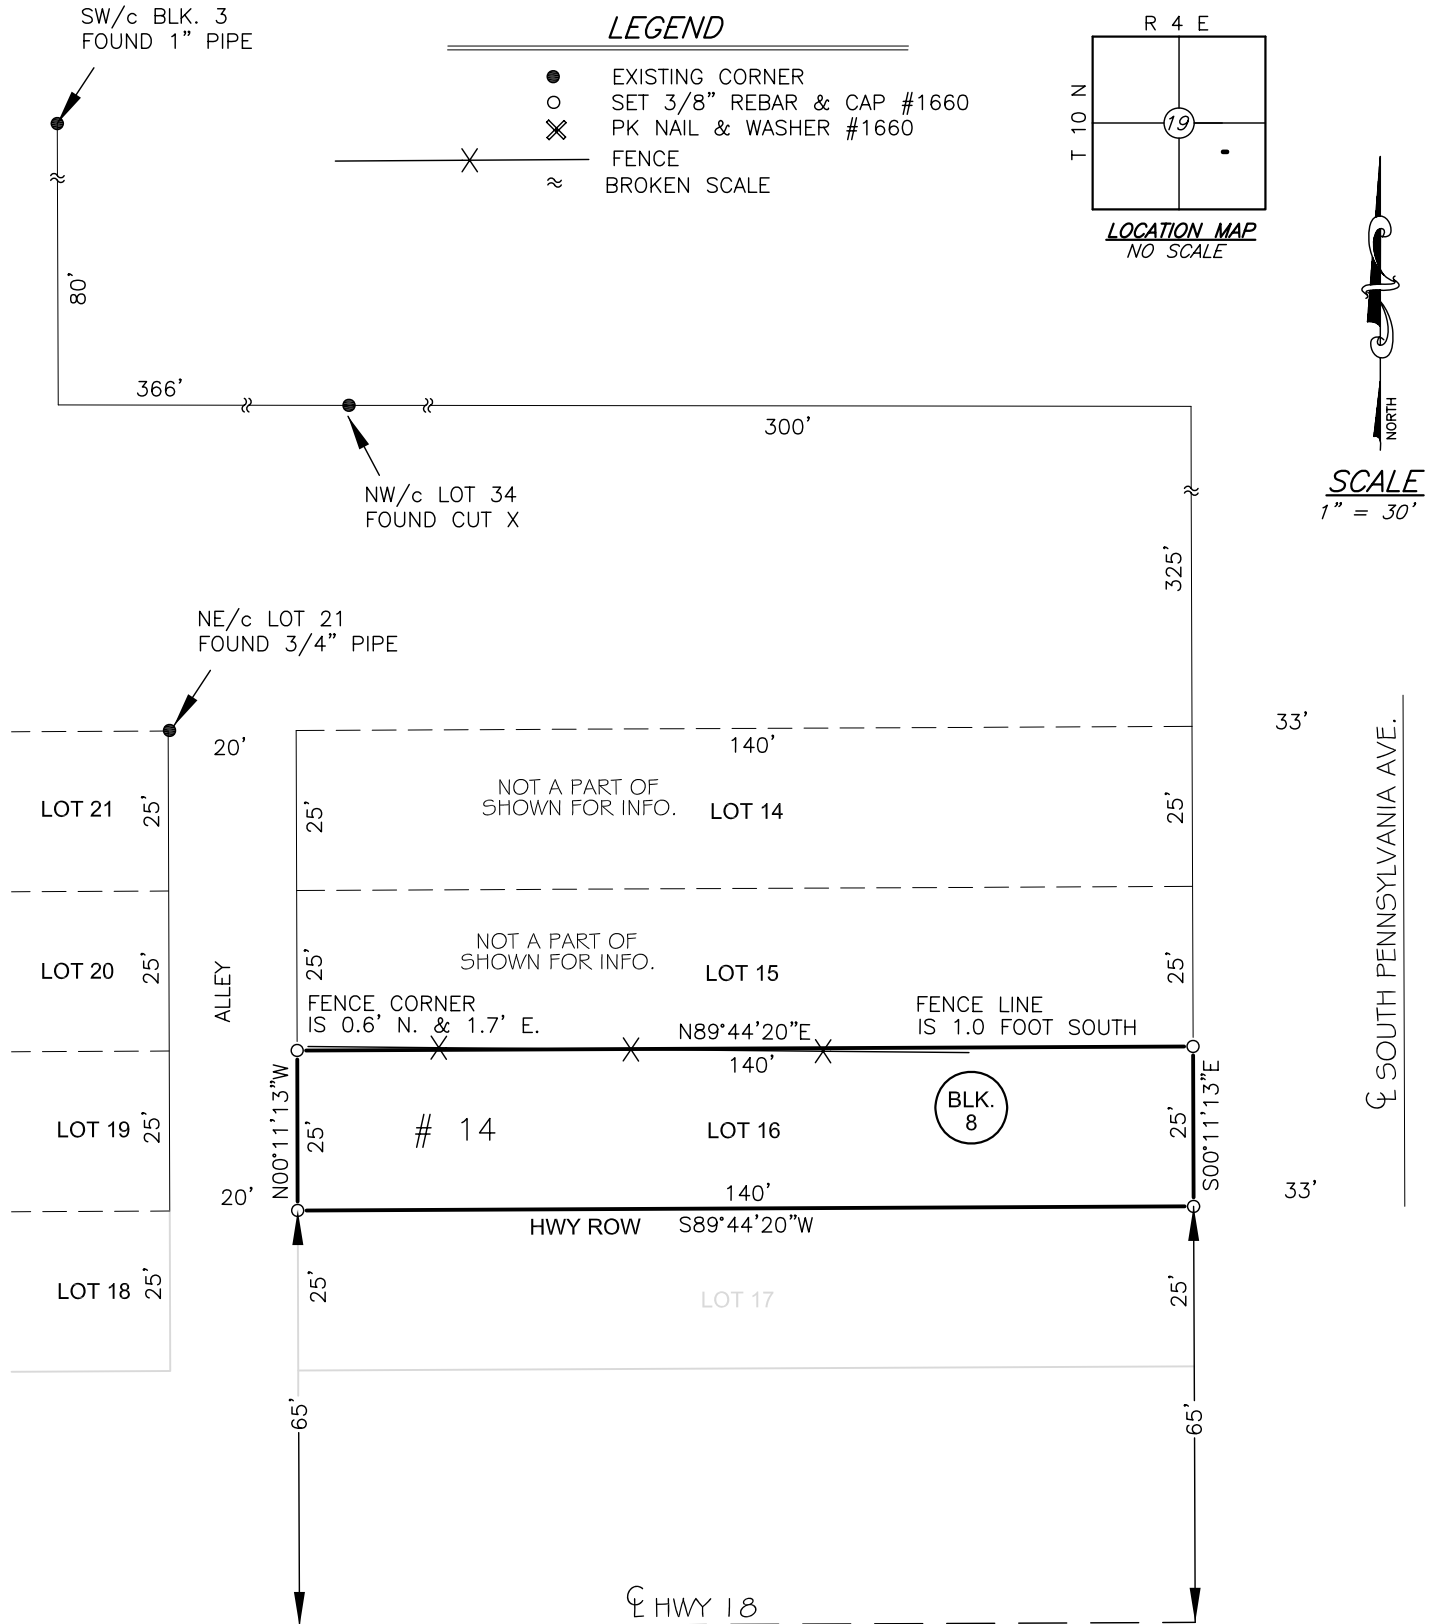 SW/c BLK. 3
FOUND 1" PIPE
LEGEND
EXISTING CORNER
SET 3/8" REBAR & CAP #1660
PK NAIL & WASHER #1660
FENCE
BROKEN SCALE
R 4 E
T 10 N
19
LOCATION MAP
NO SCALE
NORTH
SCALE
1" = 30'
80'
366'
300'
NW/c LOT 34
FOUND CUT X
325'
NE/c LOT 21
FOUND 3/4" PIPE
20'
140'
33'
NOT A PART OF
SHOWN FOR INFO.
LOT 21
25'
25'
LOT 14
25'
NOT A PART OF
SHOWN FOR INFO.
LOT 20
25'
ALLEY
25'
LOT 15
25'
SOUTH PENNSYLVANIA AVE.
FENCE CORNER
IS 0.6' N. & 1.7' E.
FENCE LINE
IS 1.0 FOOT SOUTH
N89°44'20"E
140'
N00°11'13"W
S00°11'13"E
BLK.
8
LOT 19
25'
25'
# 14
LOT 16
25'
20'
140'
33'
HWY ROW
S89°44'20"W
LOT 18
25'
25'
LOT 17
25'
65'
65'
℄ HWY 18